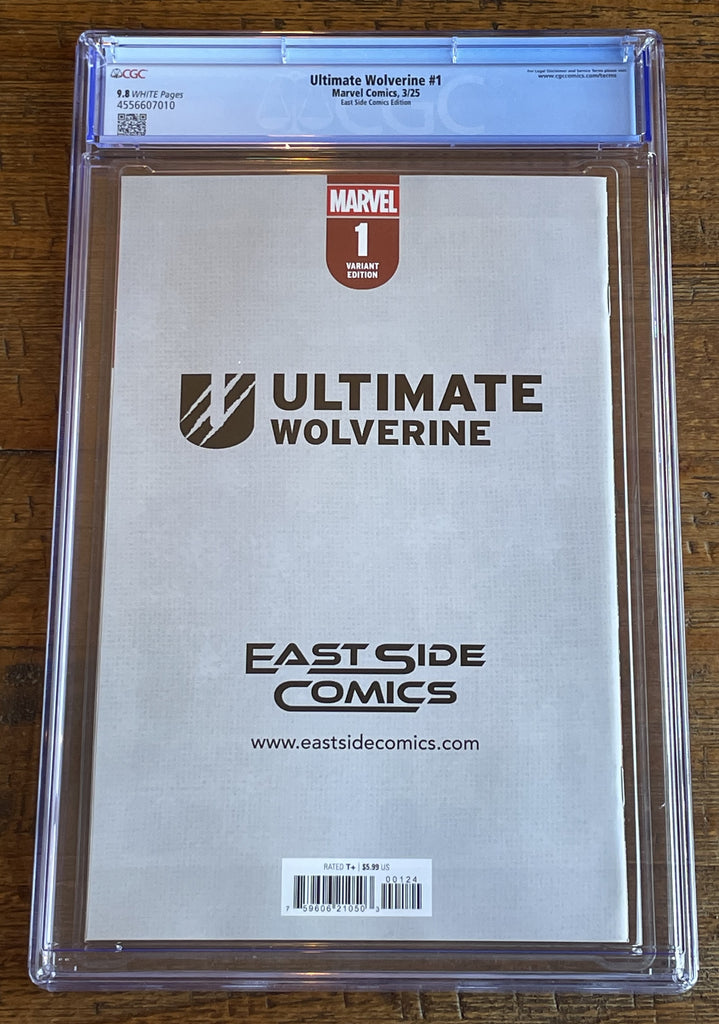 CGC
Ultimate Wolverine #1
For Legal Disclaimer and Service Terms please visit
www.cgccomics.com/terms
9.8 WHITE Pages
Marvel Comics, 3/25
4556607010
East Side Comics Edition
CGC
MARVEL
1
VARIANT
EDITION
ULTIMATE
WOLVERINE
EAST SIDE
COMICS
www.eastsidecomics.com
RATED T+ | $5.99 US
00124
7 59606 21050 3